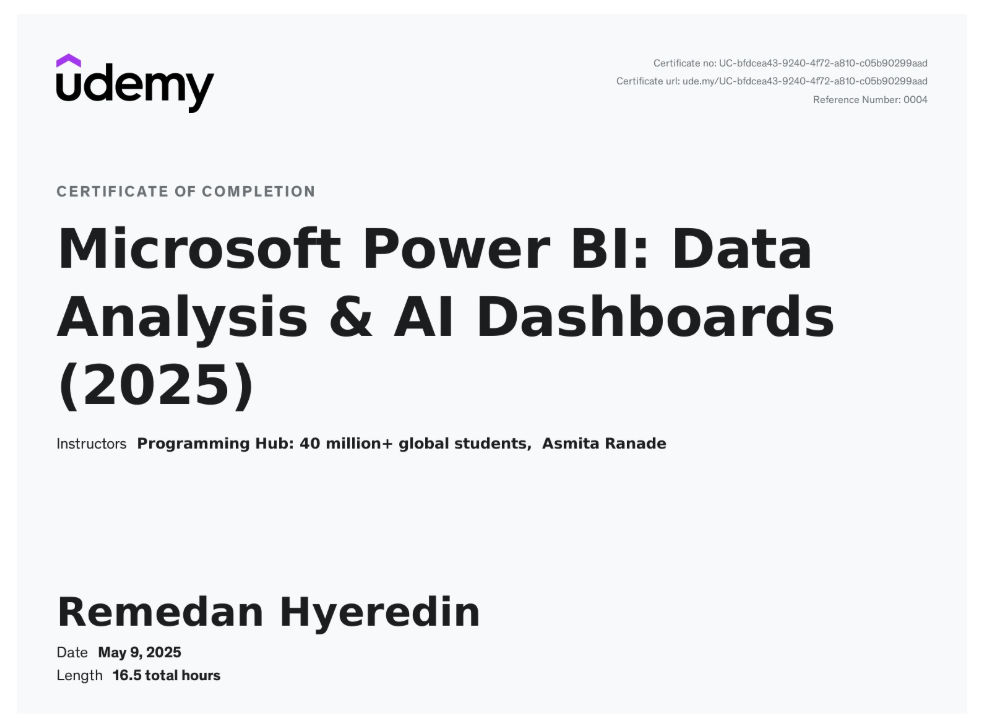 udemy
Certificate no: UC-bfdcea43-9240-4f72-a810-c05b90299aad
Certificate url: ude.my/UC-bfdcea43-9240-4f72-a810-c05b90299aad
Reference Number: 0004
CERTIFICATE OF COMPLETION
Microsoft Power BI: Data
Analysis & AI Dashboards
(2025)
Instructors Programming Hub: 40 million+ global students, Asmita Ranade
Remedan Hyeredin
Date May 9, 2025
Length 16.5 total hours